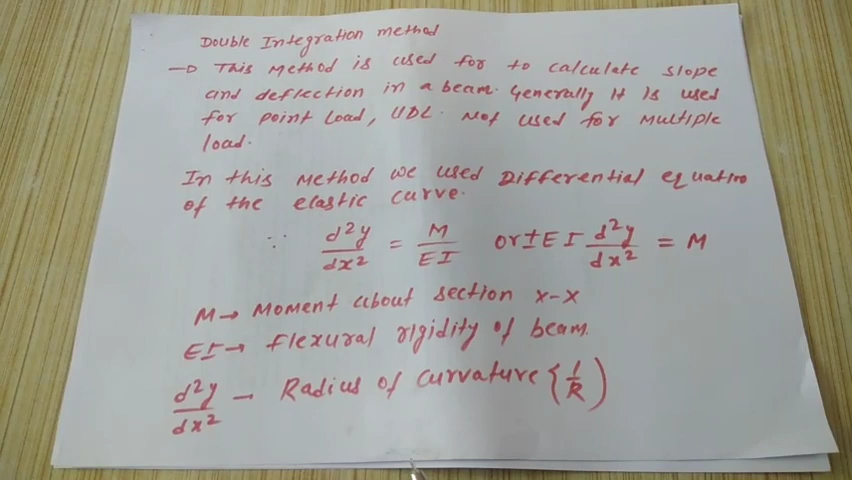 Double Integration method
→ This Method is used for to calculate slope
and deflection in a beam. Generally It Is used
for point Load, UDL. Not used for Multiple
load.
In this Method we used Differential equation
of the elastic curve.
∵ d²y/dx² = M/EI or ± EI d²y/dx² = M
M → Moment about section x-x
EI → Flexural rigidity of beam.
d²y/dx² — Radius of curvature {1/R}